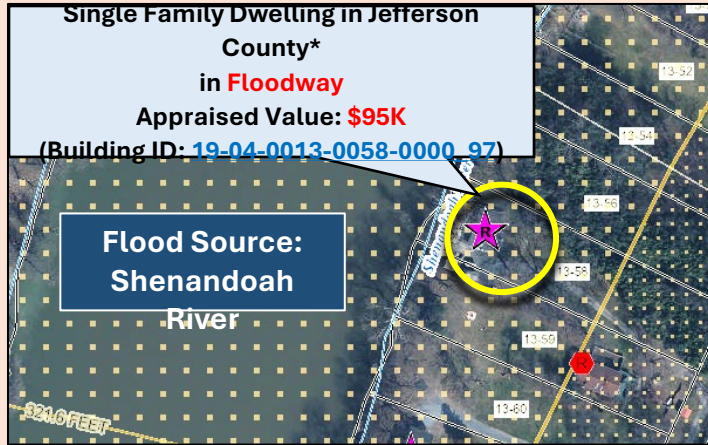 Single Family Dwelling in Jefferson
County*
in Floodway
Appraised Value: $95K
(Building ID: 19-04-0013-0058-0000_97)
13-52
13-54
13-56
R
Flood Source:
Shenandoah
River
13-58
13-59
R
321.6 FEET
13-60